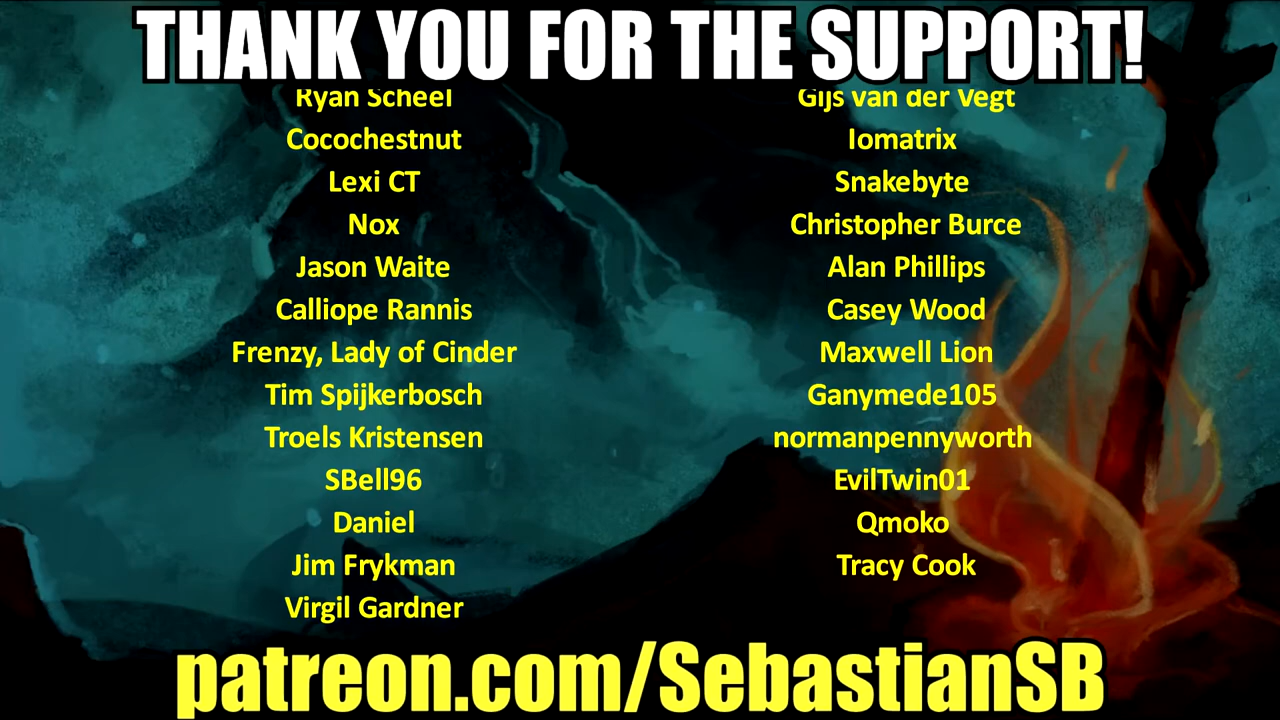 THANK YOU FOR THE SUPPORT!
Ryan Scheel
Cocochestnut
Lexi CT
Nox
Jason Waite
Calliope Rannis
Frenzy, Lady of Cinder
Tim Spijkerbosch
Troels Kristensen
SBell96
Daniel
Jim Frykman
Virgil Gardner
Gijs van der Vegt
Iomatrix
Snakebyte
Christopher Burce
Alan Phillips
Casey Wood
Maxwell Lion
Ganymede105
normanpennyworth
EvilTwin01
Qmoko
Tracy Cook
patreon.com/SebastianSB